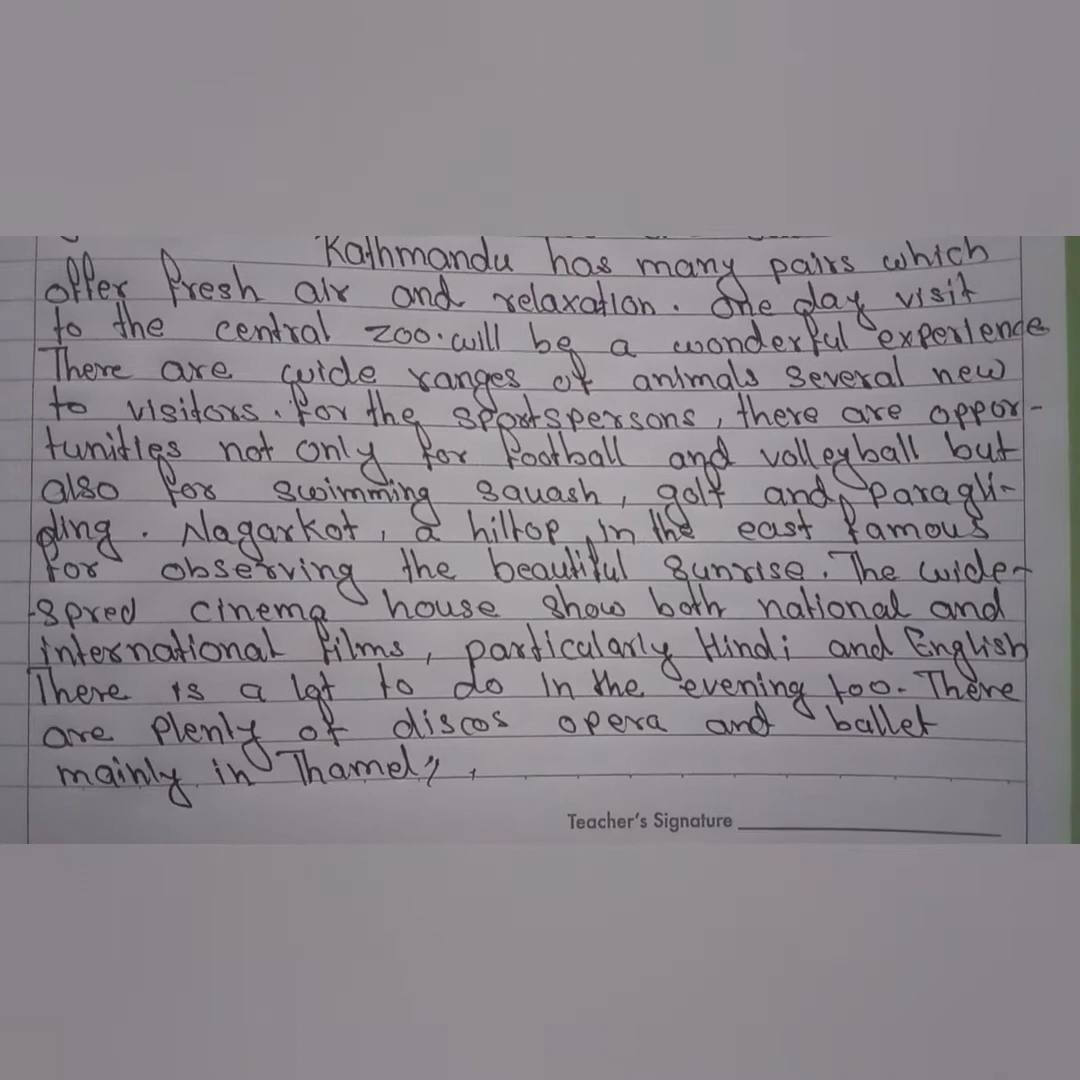 Kathmandu has many pairs which
offer fresh air and relaxation. One day visit
to the central zoo.will be a wonderful experience
There are wide ranges of animals several new
to visitors. for the sportspersons, there are oppor-
tunities not only for football and volleyball but
also for swimming squash, golf and paragli-
ding. Nagarkot, a hilltop in the east famous
for observing the beautiful sunrise. The wide-
-spred cinema house show both national and
international films, particularly Hindi and English
There is a lot to do in the evening too. There
are plenty of discos opera and ballet
mainly in Thamel,
Teacher's Signature